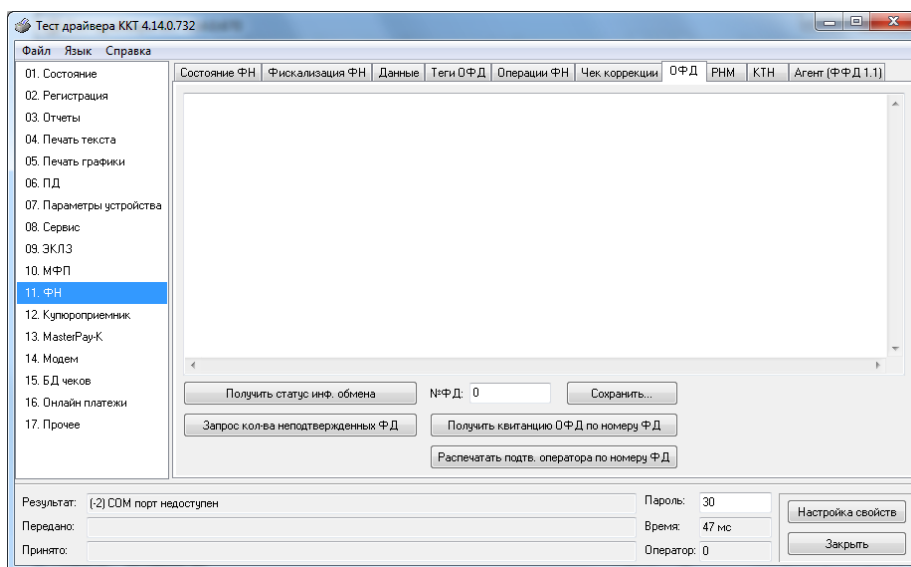 Тест драйвера ККТ 4.14.0.732
Файл Язык Справка
01. Состояние
02. Регистрация
03. Отчеты
04. Печать текста
05. Печать графики
06. ПД
07. Параметры устройства
08. Сервис
09. ЭКЛЗ
10. МФП
11. ФН
12. Купюроприемник
13. MasterPay-K
14. Модем
15. БД чеков
16. Онлайн платежи
17. Прочее
Состояние ФН Фискализация ФН Данные Теги ОФД Операции ФН Чек коррекции ОФД РНМ КТН Агент (ФФД 1.1)
Получить статус инф. обмена №ФД: 0 Сохранить...
Запрос кол-ва неподтвержденных ФД Получить квитанцию ОФД по номеру ФД
Распечатать подтв. оператора по номеру ФД
Результат: (-2) COM порт недоступен Пароль: 30 Настройка свойств
Передано: Время: 47 мс
Принято: Оператор: 0 Закрыть